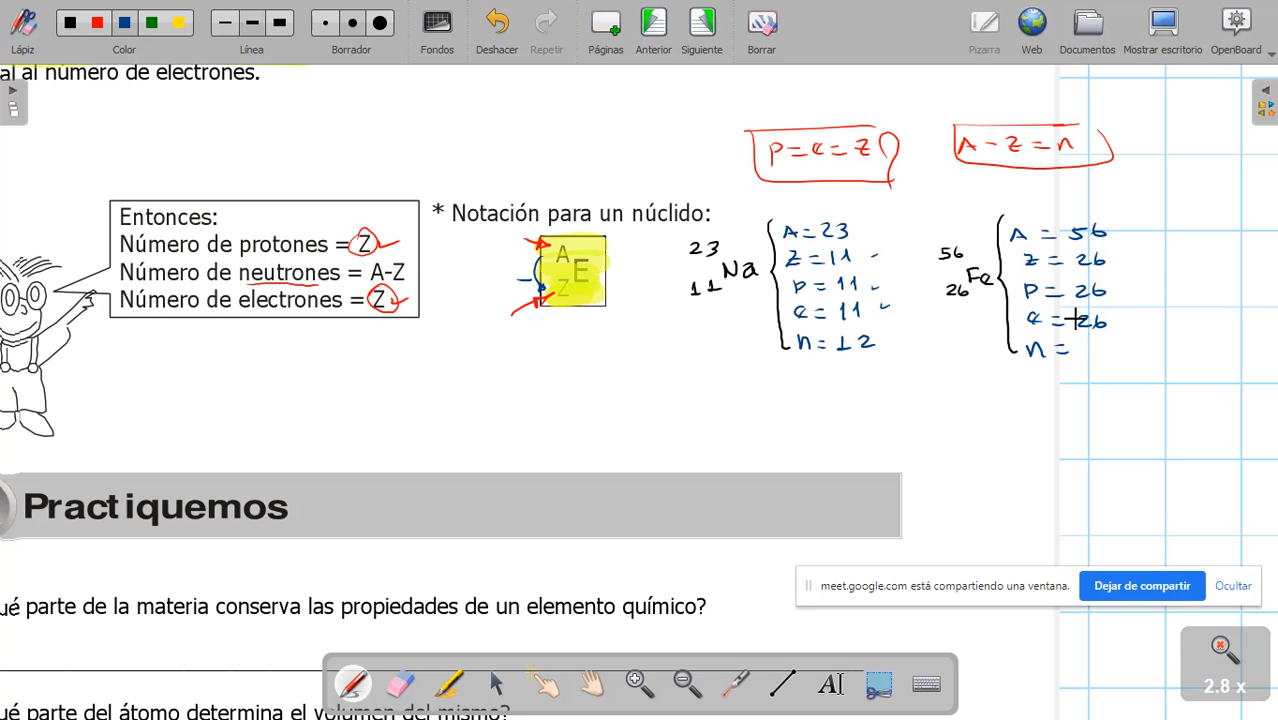 Lápiz
Color
Línea
Borrador
Fondos
Deshacer
Repetir
Páginas
Anterior
Siguiente
Borrar
Pizarra
Web
Documentos
Mostrar escritorio
OpenBoard
al al número de electrones.
p = e = Z
A - Z = n
Entonces:
Número de protones = Z
Número de neutrones = A-Z
Número de electrones = Z
* Notación para un núclido:
A
E
Z
23
11
Na
A = 23
Z = 11
p = 11
e = 11
n = 12
56
26
Fe
A = 56
Z = 26
p = 26
e = 26
n =
Practiquemos
meet.google.com está compartiendo una ventana.
Dejar de compartir
Ocultar
ué parte de la materia conserva las propiedades de un elemento químico?
ué parte del átomo determina el volumen del mismo?
AI
2.8 x